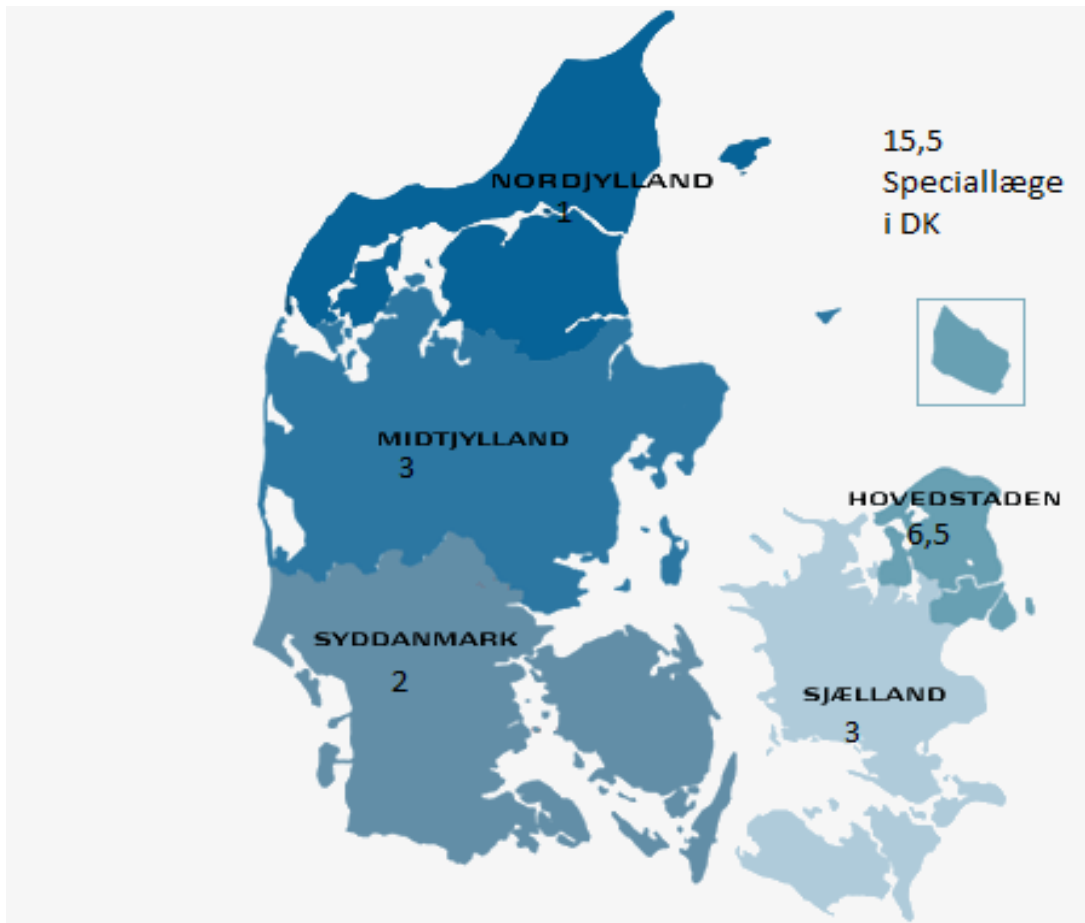 NORDJYLLAND
1
15,5
Speciallæge
i DK
MIDTJYLLAND
3
HOVEDSTADEN
6,5
SYDDANMARK
2
SJÆLLAND
3